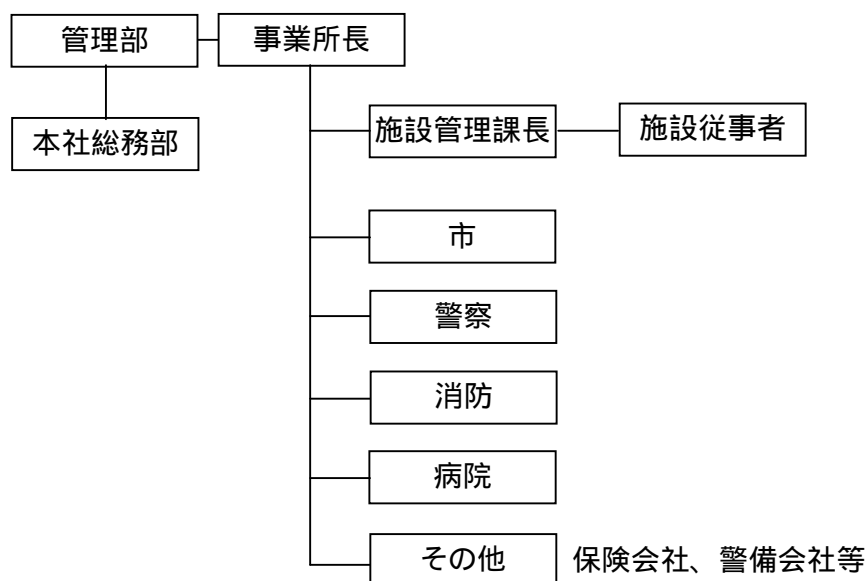 管理部
事業所長
本社総務部
施設管理課長
施設従事者
市
警察
消防
病院
その他
保険会社、警備会社等